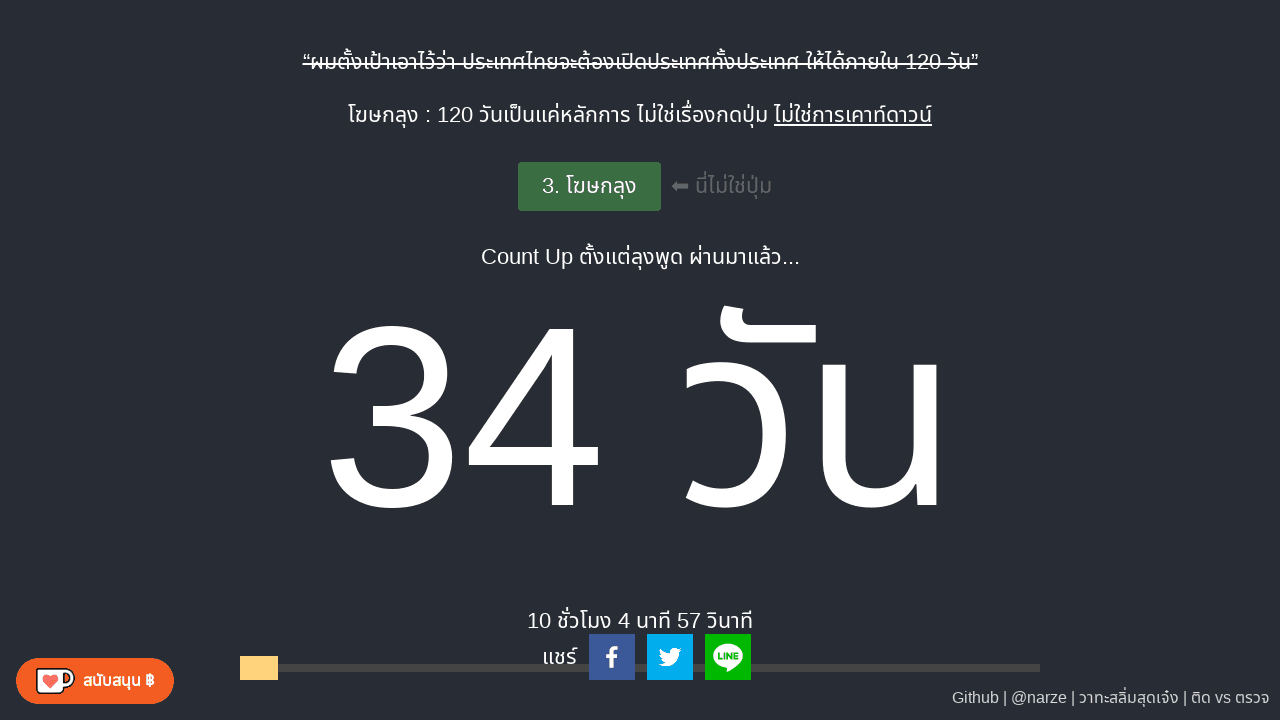 “ผมตั้งเป้าเอาไว้ว่า ประเทศไทยจะต้องเปิดประเทศทั้งประเทศ ให้ได้ภายใน 120 วัน”
โฆษกลุง : 120 วันเป็นแค่หลักการ ไม่ใช่เรื่องกดปุ่ม ไม่ใช่การเคาท์ดาวน์
3. โฆษกลุง ⬅ นี่ไม่ใช่ปุ่ม
Count Up ตั้งแต่ลุงพูด ผ่านมาแล้ว...
34 วัน
10 ชั่วโมง 4 นาที 57 วินาที
แชร์
LINE
สนับสนุน ฿
Github | @narze | วาทะสลิ่มสุดเจ๋ง | ติด vs ตรวจ